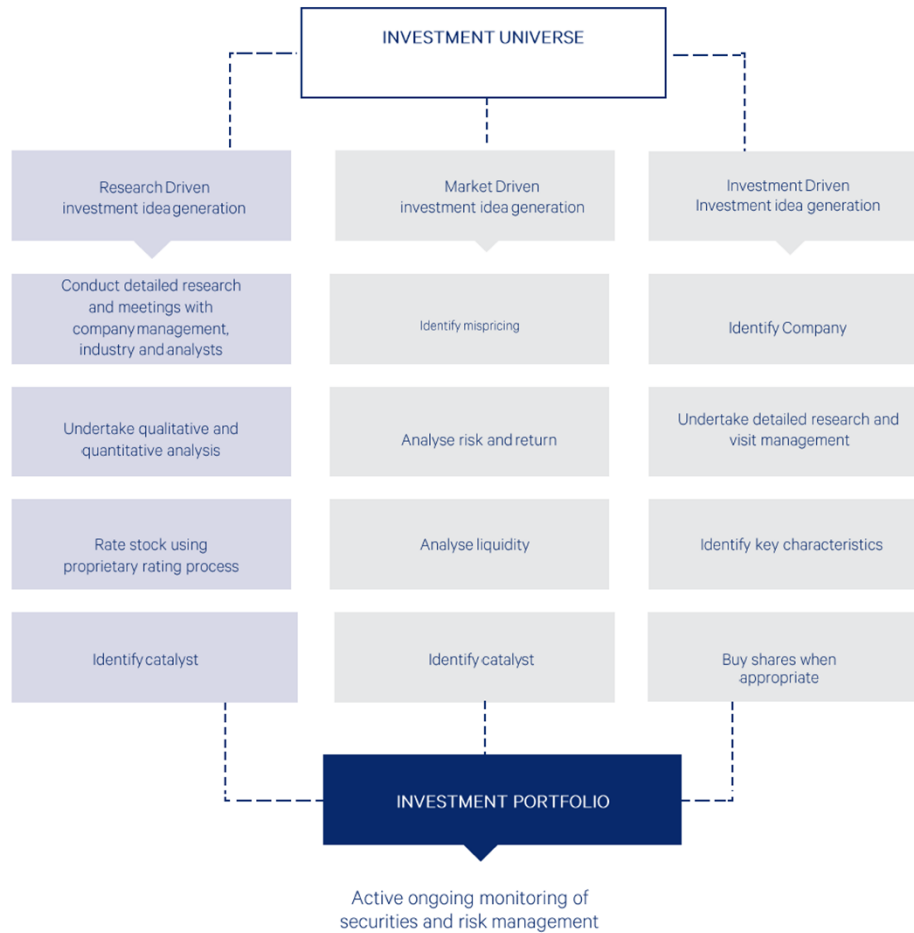 INVESTMENT UNIVERSE
Research Driven
investment idea generation
Market Driven
investment idea generation
Investment Driven
Investment idea generation
Conduct detailed research
and meetings with
company management,
industry and analysts
Identify mispricing
Identify Company
Undertake qualitative and
quantitative analysis
Analyse risk and return
Undertake detailed research and
visit management
Rate stock using
proprietary rating process
Analyse liquidity
Identify key characteristics
Identify catalyst
Identify catalyst
Buy shares when
appropriate
INVESTMENT PORTFOLIO
Active ongoing monitoring of
securities and risk management